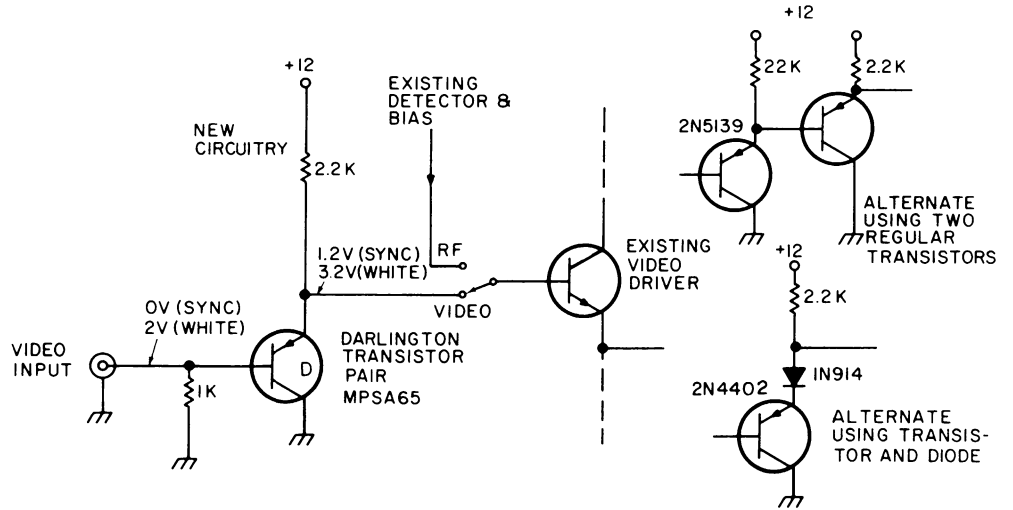 +12
EXISTING
DETECTOR &
BIAS
NEW
CIRCUITRY
2.2K
1.2V (SYNC)
3.2V (WHITE)
RF
VIDEO
EXISTING
VIDEO
DRIVER
0V (SYNC)
2V (WHITE)
VIDEO
INPUT
1K
D
DARLINGTON
TRANSISTOR
PAIR
MPSA65
+12
22K
2.2K
2N5139
ALTERNATE
USING TWO
REGULAR
TRANSISTORS
+12
2.2K
1N914
2N4402
ALTERNATE
USING TRANSIS-
TOR AND DIODE